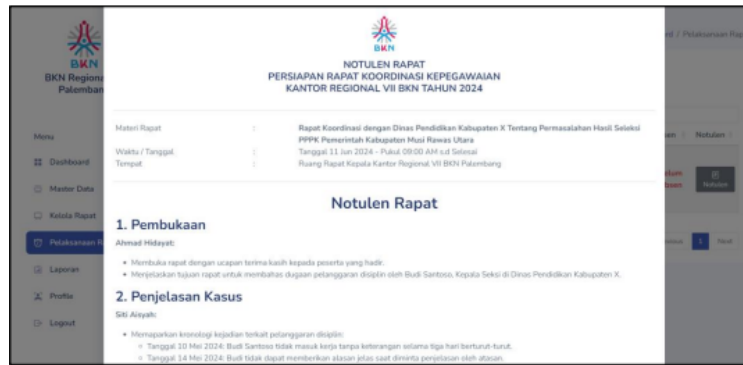 BKN
BKN Regiona
Palemban
Menu
Dashboard
Master Data
Kelola Rapat
Pelaksanaan R
Laporan
Profile
Logout
BKN
NOTULEN RAPAT
PERSIAPAN RAPAT KOORDINASI KEPEGAWAIAN
KANTOR REGIONAL VII BKN TAHUN 2024
Materi Rapat : Rapat Koordinasi dengan Dinas Pendidikan Kabupaten X Tentang Permasalahan Hasil Seleksi
PPPK Pemerintah Kabupaten Musi Rawas Utara
Waktu / Tanggal : Tanggal 11 Jun 2024 - Pukul 09:00 AM s.d Selesai
Tempat : Ruang Rapat Kepala Kantor Regional VII BKN Palembang
Notulen Rapat
1. Pembukaan
Ahmad Hidayat:
• Membuka rapat dengan ucapan terima kasih kepada peserta yang hadir.
• Menjelaskan tujuan rapat untuk membahas dugaan pelanggaran disiplin oleh Budi Santoso, Kepala Seksi di Dinas Pendidikan Kabupaten X.
2. Penjelasan Kasus
Siti Aisyah:
• Memaparkan kronologi kejadian terkait pelanggaran disiplin:
◦ Tanggal 10 Mei 2024: Budi Santoso tidak masuk kerja tanpa keterangan selama tiga hari berturut-turut.
◦ Tanggal 14 Mei 2024: Budi tidak dapat memberikan alasan jelas saat diminta penjelasan oleh atasan.
rd / Pelaksanaan Rap
Notulen
Notulen
1 Next